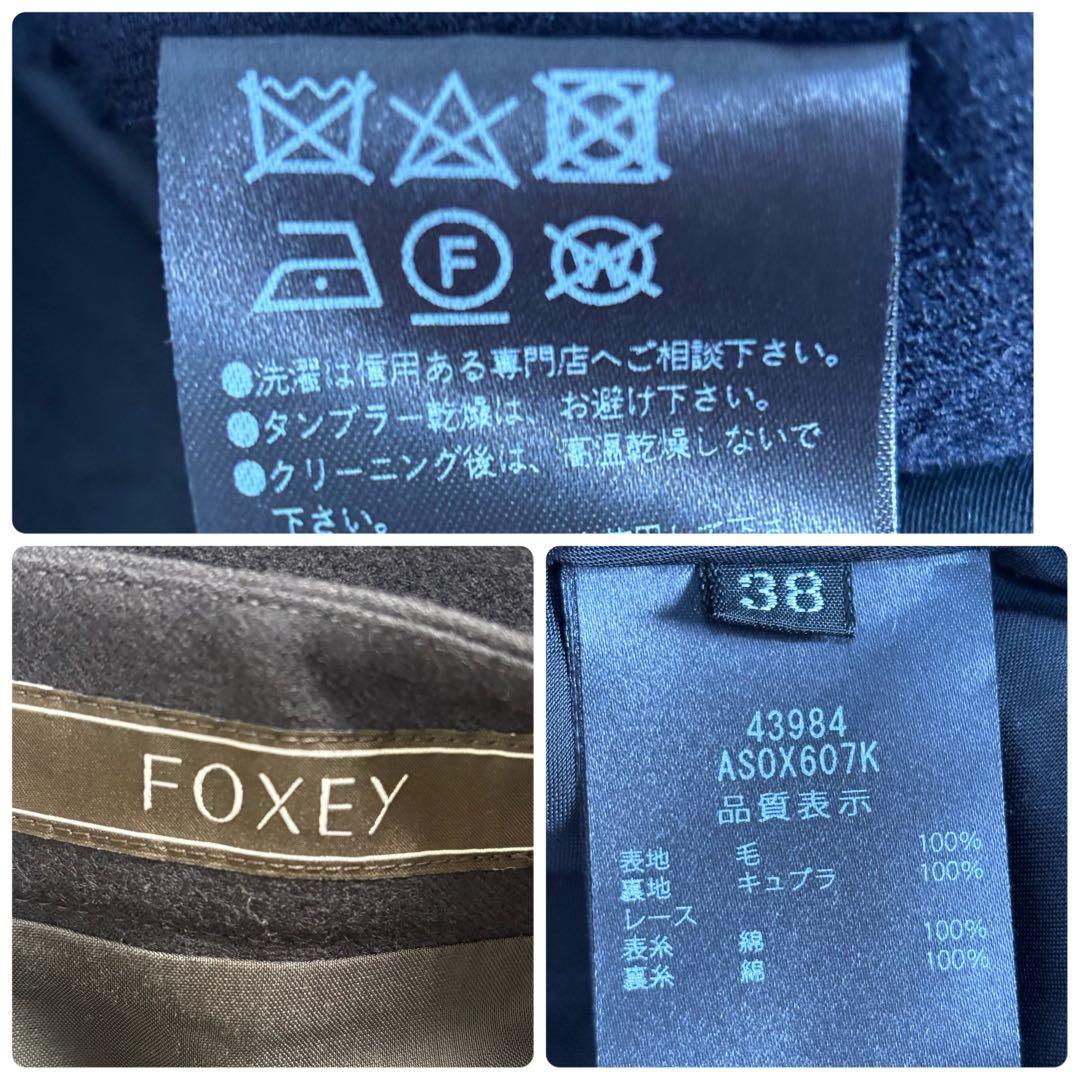 F
W
●洗濯は信用ある専門店へご相談下さい。
●タンブラー乾燥は、お避け下さい。
●クリーニング後は、高温乾燥しないで
下さい。
FOXEY
38
43984
ASOX607K
品質表示
表地 毛 100%
裏地 キュプラ 100%
レース
表糸 綿 100%
裏糸 綿 100%